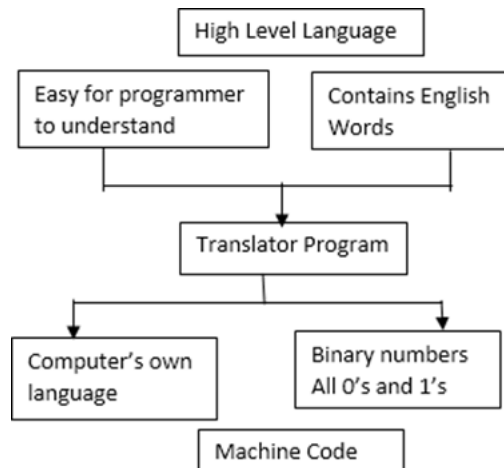 High Level Language
Easy for programmer
to understand
Contains English
Words
Translator Program
Computer’s own
language
Binary numbers
All 0’s and 1’s
Machine Code